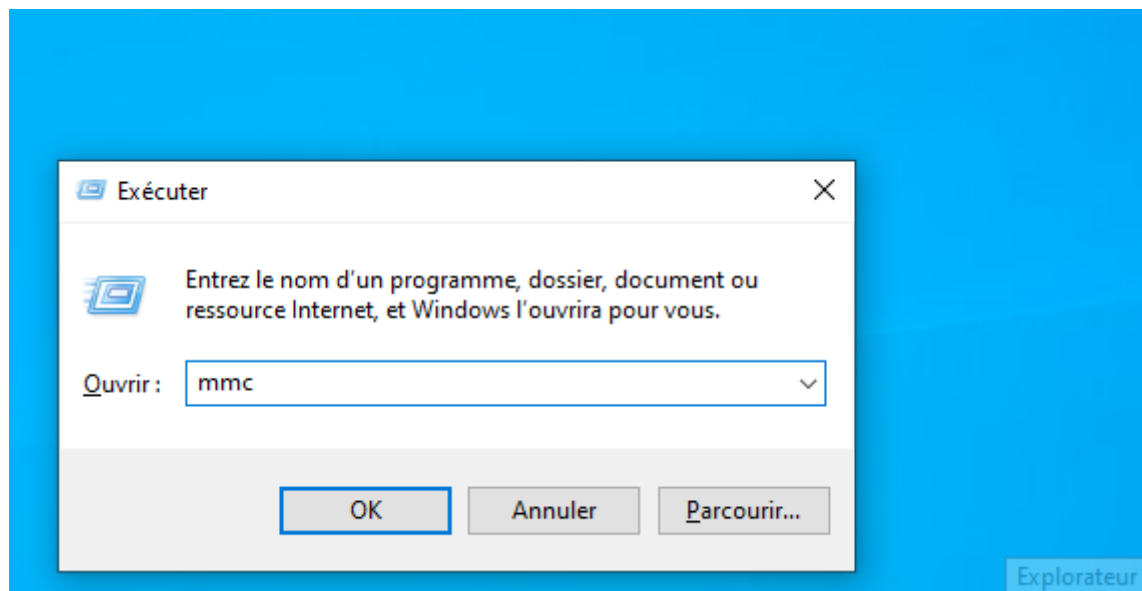 Exécuter
Entrez le nom d'un programme, dossier, document ou
ressource Internet, et Windows l'ouvrira pour vous.
Ouvrir :
mmc
OK
Annuler
Parcourir...
Explorateur